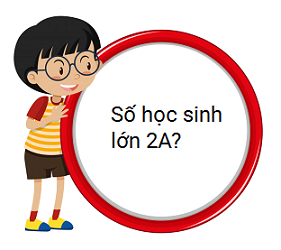 Số học sinh
lớn 2A?